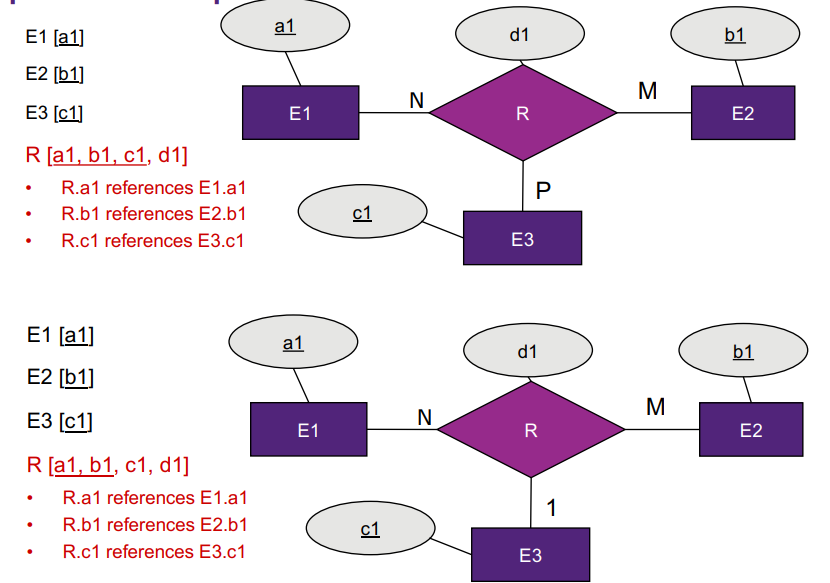 a1
E1 [a1]
d1
b1
E2 [b1]
E3 [c1]
E1
N
R
M
E2
R [a1, b1, c1, d1]
• R.a1 references E1.a1
• R.b1 references E2.b1
• R.c1 references E3.c1
P
c1
E3
E1 [a1]
a1
d1
b1
E2 [b1]
E3 [c1]
E1
N
R
M
E2
R [a1, b1, c1, d1]
• R.a1 references E1.a1
• R.b1 references E2.b1
• R.c1 references E3.c1
1
c1
E3